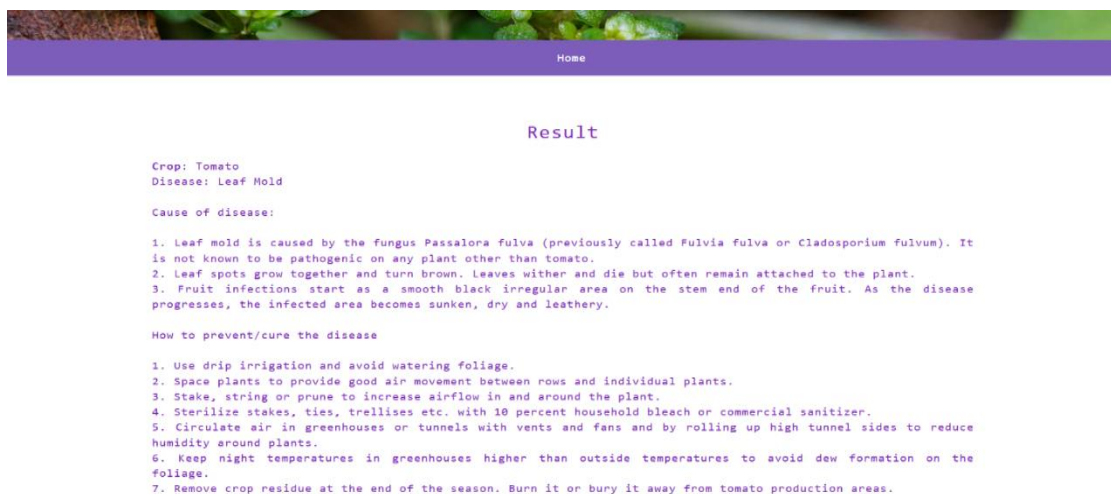 Home
Result
Crop: Tomato
Disease: Leaf Mold
Cause of disease:
1. Leaf mold is caused by the fungus Passalora fulva (previously called Fulvia fulva or Cladosporium fulvum). It
is not known to be pathogenic on any plant other than tomato.
2. Leaf spots grow together and turn brown. Leaves wither and die but often remain attached to the plant.
3. Fruit infections start as a smooth black irregular area on the stem end of the fruit. As the disease
progresses, the infected area becomes sunken, dry and leathery.
How to prevent/cure the disease
1. Use drip irrigation and avoid watering foliage.
2. Space plants to provide good air movement between rows and individual plants.
3. Stake, string or prune to increase airflow in and around the plant.
4. Sterilize stakes, ties, trellises etc. with 10 percent household bleach or commercial sanitizer.
5. Circulate air in greenhouses or tunnels with vents and fans and by rolling up high tunnel sides to reduce
humidity around plants.
6. Keep night temperatures in greenhouses higher than outside temperatures to avoid dew formation on the
foliage.
7. Remove crop residue at the end of the season. Burn it or bury it away from tomato production areas.